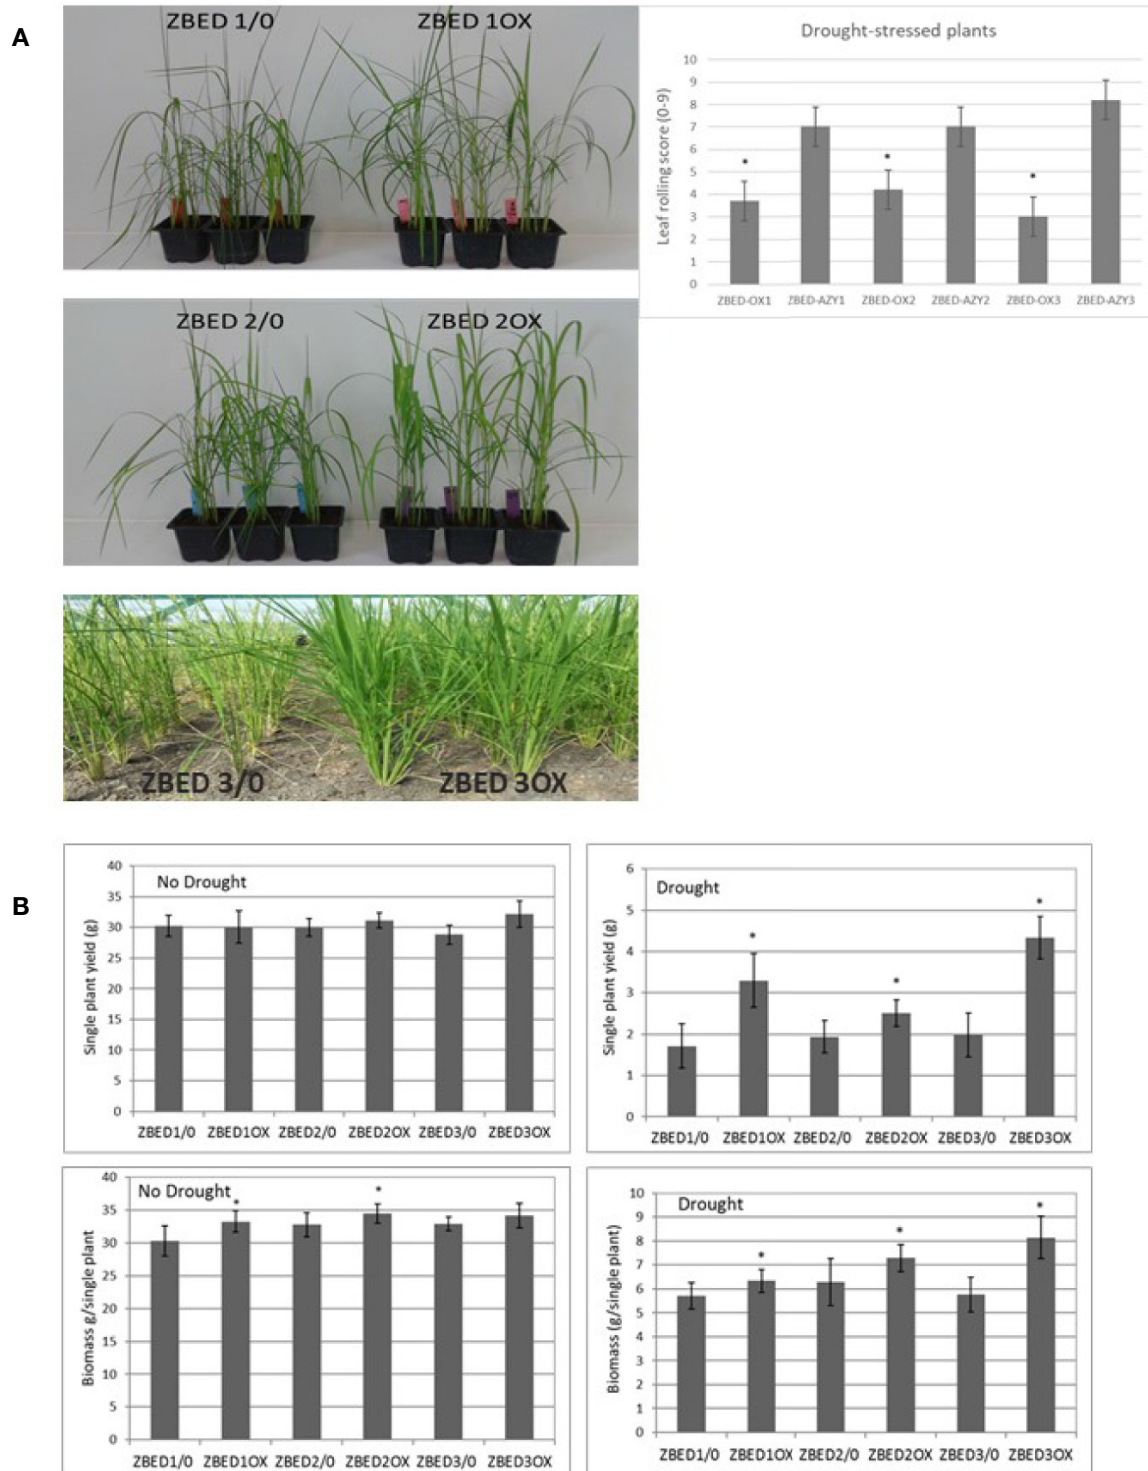 A
ZBED 1/0 ZBED 1OX
Drought-stressed plants
Leaf rolling score (0-9)
10
9
8
7
6
5
4
3
2
1
0
* * *
ZBED-OX1 ZBED-AZY1 ZBED-OX2 ZBED-AZY2 ZBED-OX3 ZBED-AZY3
ZBED 2/0 ZBED 2OX
ZBED 3/0 ZBED 3OX
B
No Drought
Single plant yield (g)
40
35
30
25
20
15
10
5
0
ZBED1/0 ZBED1OX ZBED2/0 ZBED2OX ZBED3/0 ZBED3OX
Drought
Single plant yield (g)
6
5
4
3
2
1
0
* * *
ZBED1/0 ZBED1OX ZBED2/0 ZBED2OX ZBED3/0 ZBED3OX
No Drought
Biomass g/single plant
40
35
30
25
20
15
10
5
0
* *
ZBED1/0 ZBED1OX ZBED2/0 ZBED2OX ZBED3/0 ZBED3OX
Drought
Biomass (g/single plant)
10
9
8
7
6
5
4
3
2
1
0
* * *
ZBED1/0 ZBED1OX ZBED2/0 ZBED2OX ZBED3/0 ZBED3OX